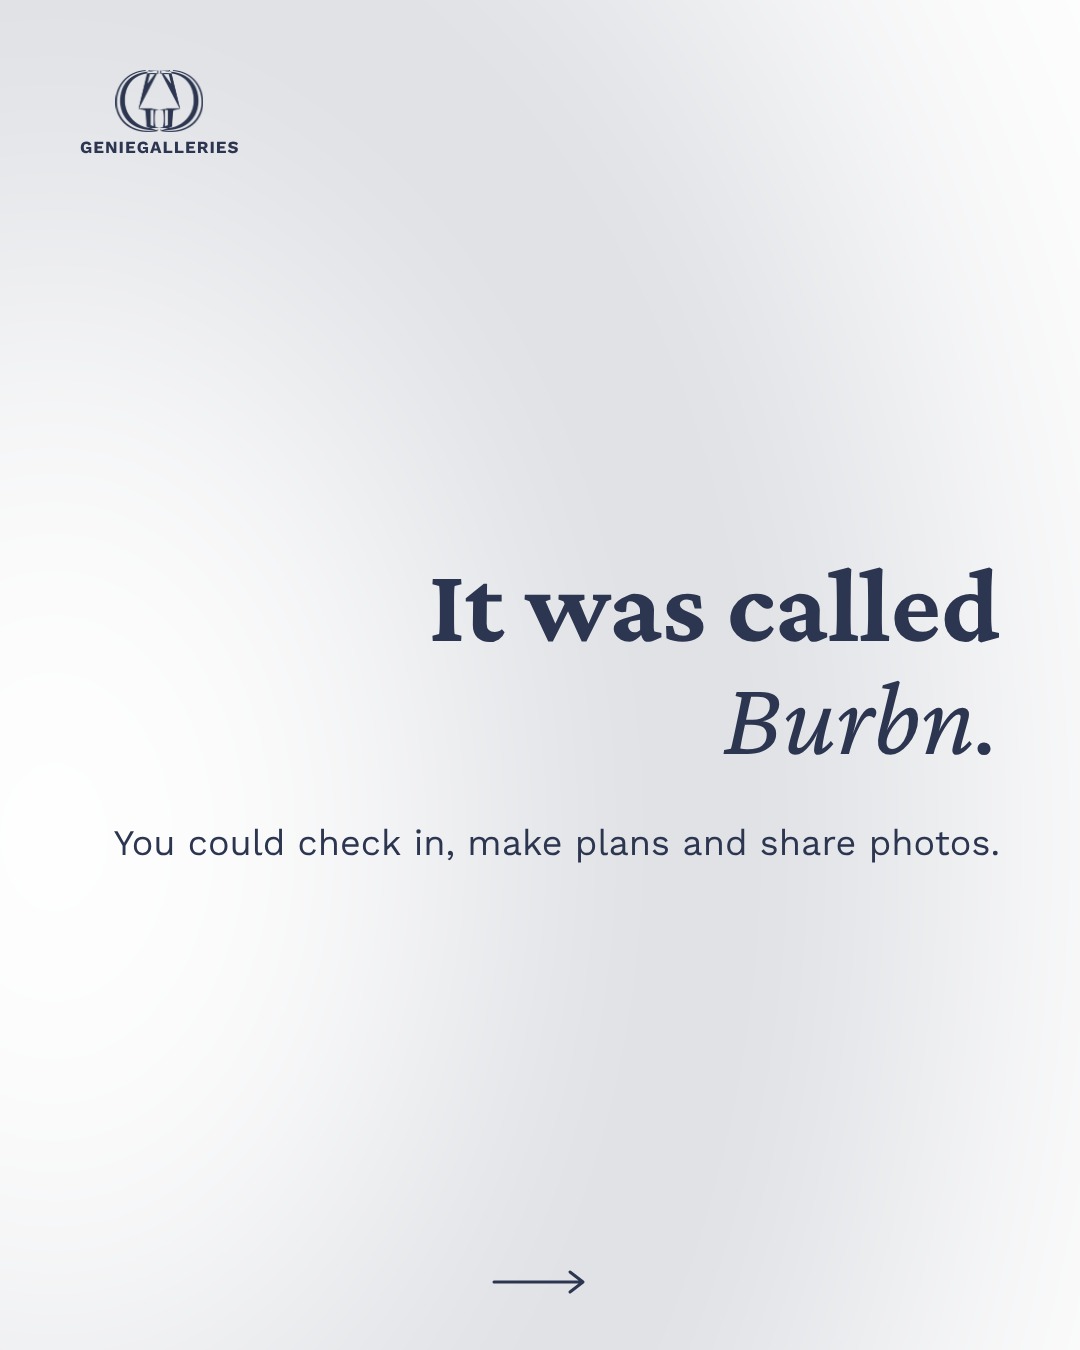 GENIEGALLERIES
It was called
Burbn.
You could check in, make plans and share photos.